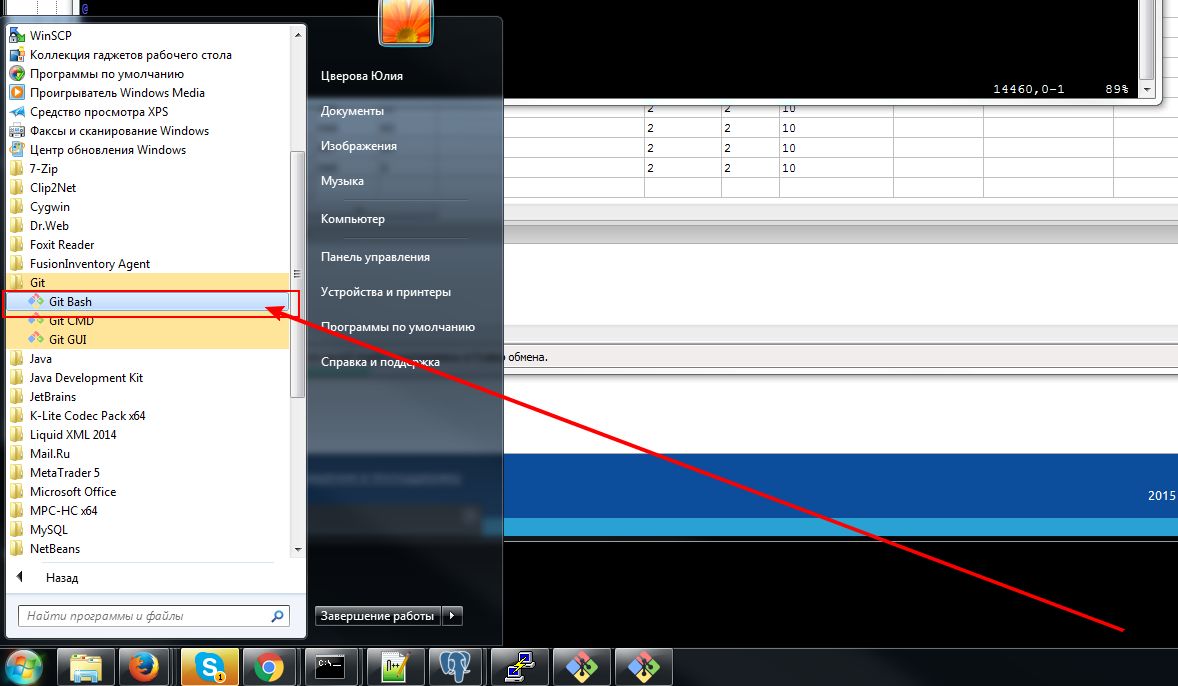 @
WinSCP
Коллекция гаджетов рабочего стола
Программы по умолчанию
Проигрыватель Windows Media
Средство просмотра XPS
Факсы и сканирование Windows
Центр обновления Windows
7-Zip
Clip2Net
Cygwin
Dr.Web
Foxit Reader
FusionInventory Agent
Git
Git Bash
Git CMD
Git GUI
Java
Java Development Kit
JetBrains
K-Lite Codec Pack x64
Liquid XML 2014
Mail.Ru
MetaTrader 5
Microsoft Office
MPC-HC x64
MySQL
NetBeans
Назад
Найти программы и файлы
Цверова Юлия
Документы
Изображения
Музыка
Компьютер
Панель управления
Устройства и принтеры
Программы по умолчанию
Справка и поддержка
Завершение работы
14460,0-1 89%
2 2 10
2 2 10
2 2 10
2 2 10
обмена.
2015
C:\
N++
1